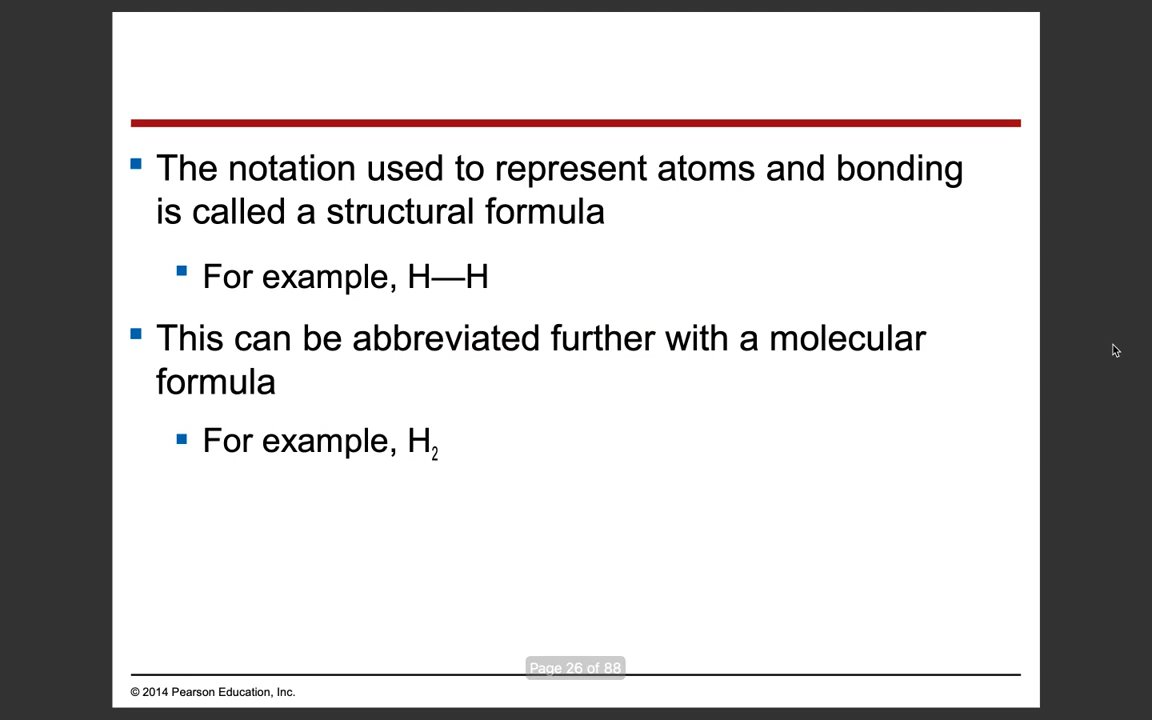 The notation used to represent atoms and bonding
is called a structural formula
For example, H—H
This can be abbreviated further with a molecular
formula
For example, H₂
Page 26 of 88
© 2014 Pearson Education, Inc.